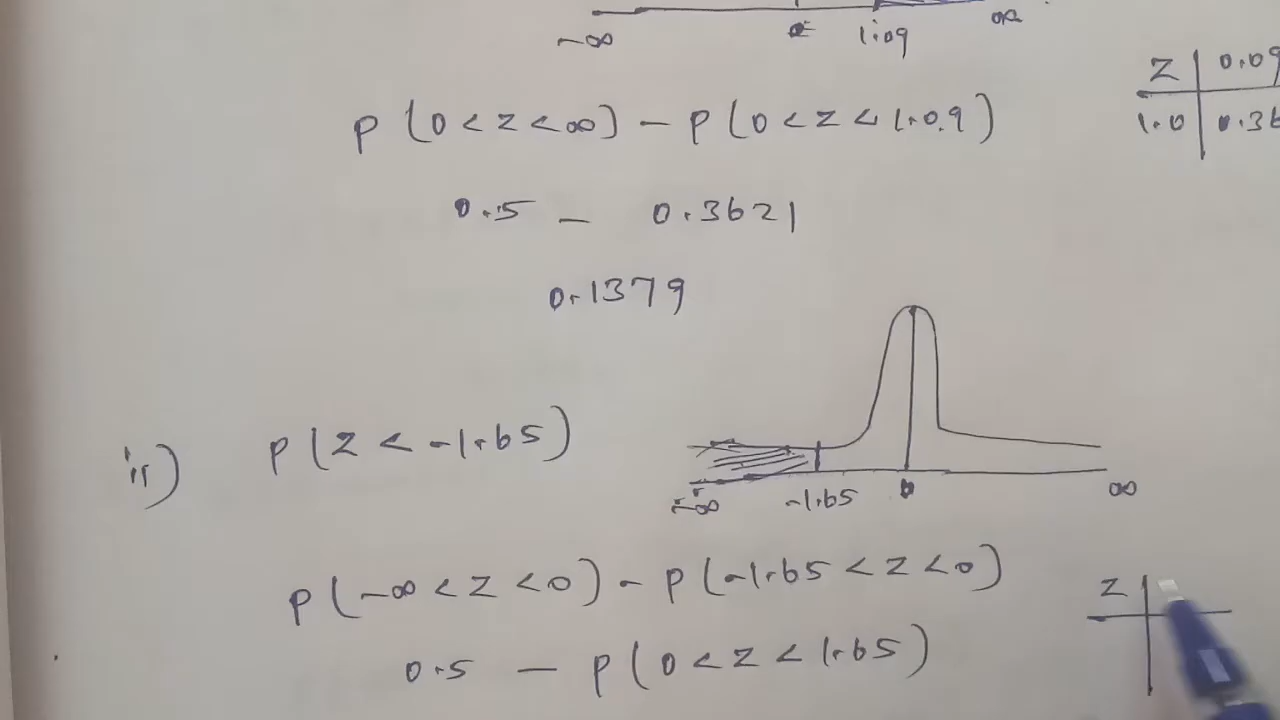 -∞ 0 1.09 ∞
Z 0.09
P(0<Z<∞) - P(0<Z<1.09) 1.0 0.36
0.5 - 0.3621
0.1379
ii) P(Z<-1.65)
-∞ -1.65 0 ∞
P(-∞<Z<0) - P(-1.65<Z<0) Z
0.5 - P(0<Z<1.65)